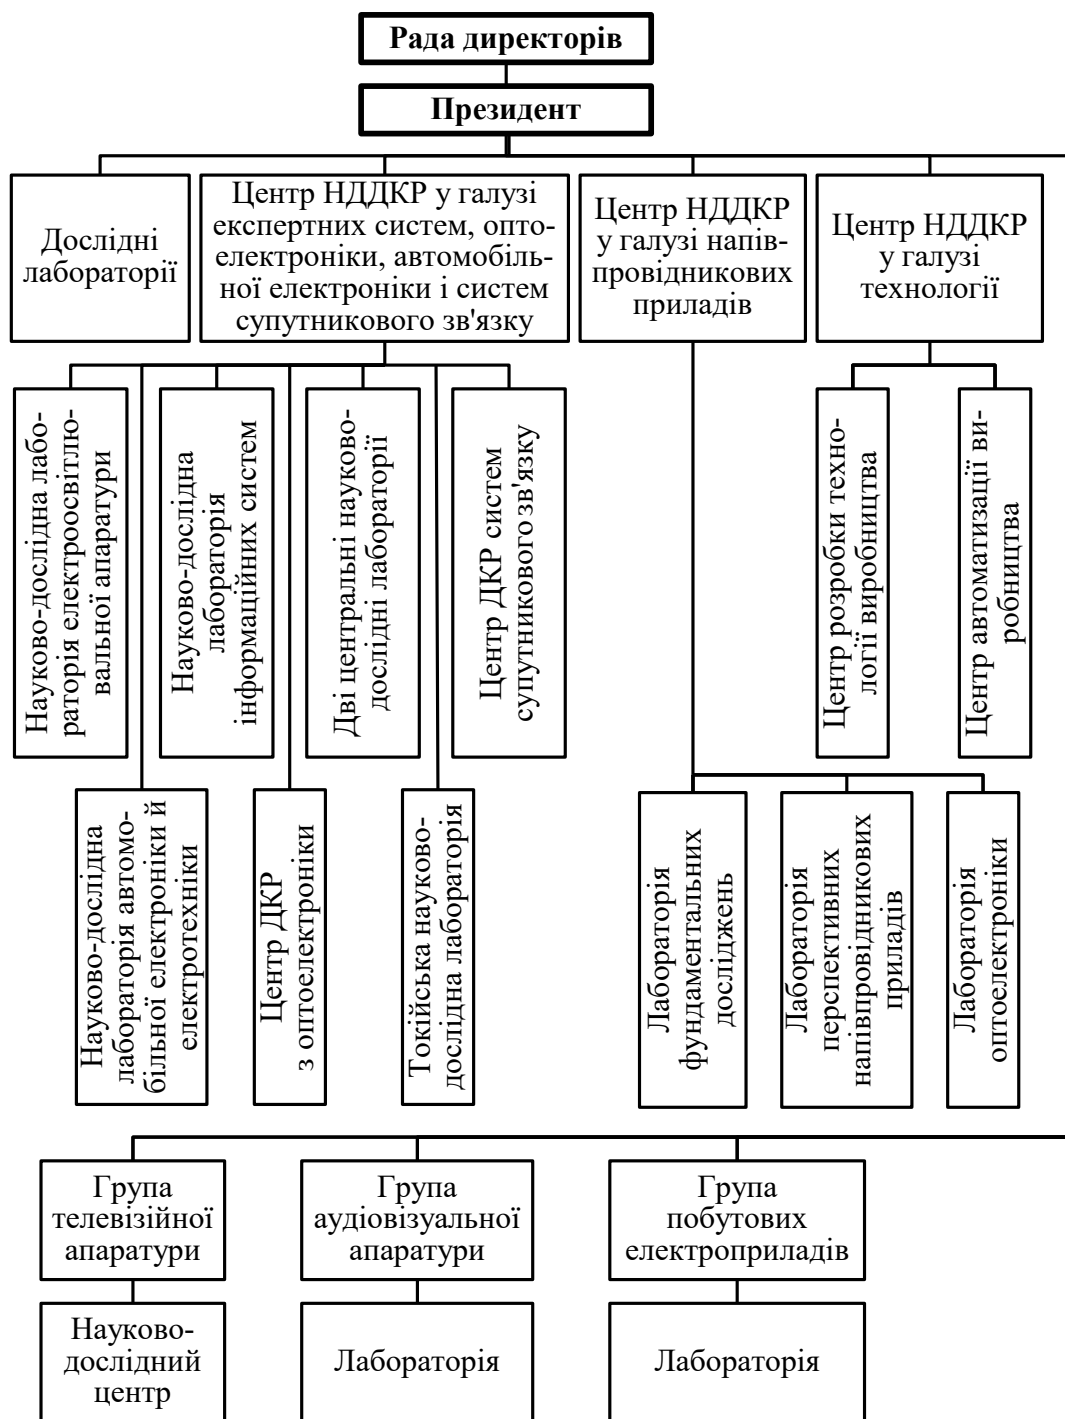 Рада директорів
Президент
Дослідні
лабораторії
Центр НДДКР у галузі
експертних систем, опто-
електроніки, автомобіль-
ної електроніки і систем
супутникового зв'язку
Центр НДДКР
у галузі напів-
провідникових
приладів
Центр НДДКР
у галузі
технології
Науково-дослідна лабо-
раторія електроосвітлю-
вальної апаратури
Науково-дослідна
лабораторія
інформаційних систем
Дві центральні науково-
дослідні лабораторії
Центр ДКР систем
супутникового зв'язку
Центр розробки техно-
логії виробництва
Центр автоматизації ви-
робництва
Науково-дослідна
лабораторія автомо-
більної електроніки й
електротехніки
Центр ДКР
з оптоелектроніки
Токійська науково-
дослідна лабораторія
Лабораторія
фундаментальних
досліджень
Лабораторія
перспективних
напівпровідникових
приладів
Лабораторія
оптоелектроніки
Група
телевізійної
апаратури
Група
аудіовізуальної
апаратури
Група
побутових
електроприладів
Науково-
дослідний
центр
Лабораторія
Лабораторія